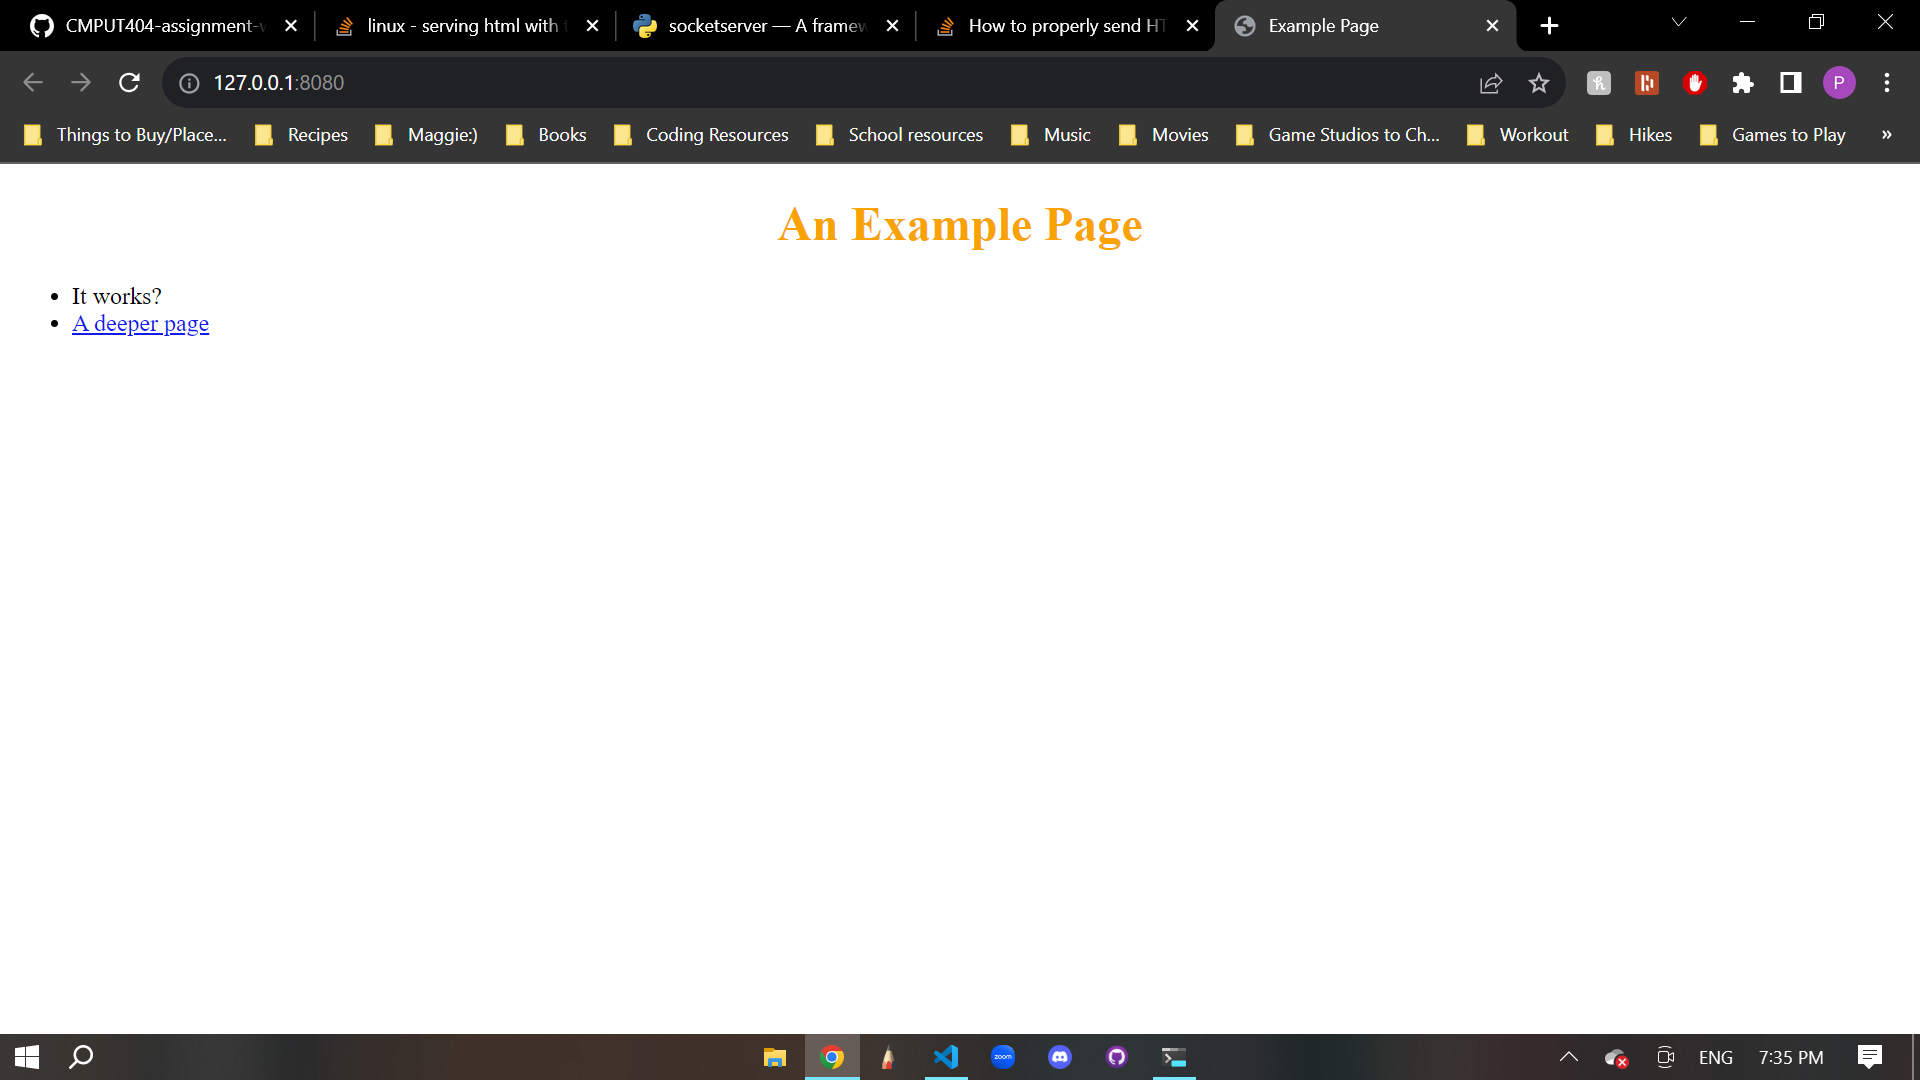 CMPUT404-assignment-w
linux - serving html with t
socketserver — A framew
How to properly send HT
Example Page
127.0.0.1:8080
P
Things to Buy/Place...
Recipes
Maggie:)
Books
Coding Resources
School resources
Music
Movies
Game Studios to Ch...
Workout
Hikes
Games to Play
»
An Example Page
• It works?
• A deeper page
zoom
ENG
7:35 PM